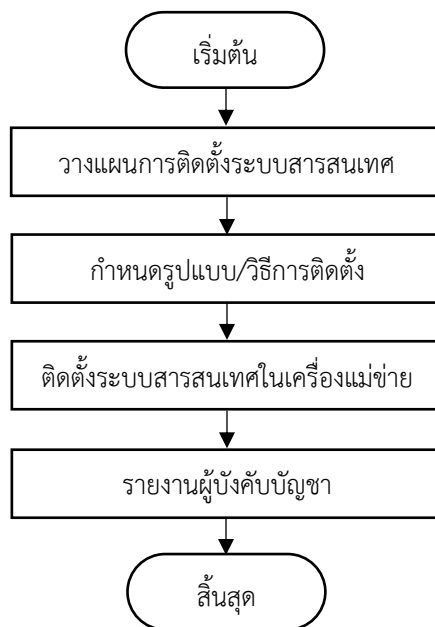 เริ่มต้น
วางแผนการติดตั้งระบบสารสนเทศ
กำหนดรูปแบบ/วิธีการติดตั้ง
ติดตั้งระบบสารสนเทศในเครื่องแม่ข่าย
รายงานผู้บังคับบัญชา
สิ้นสุด